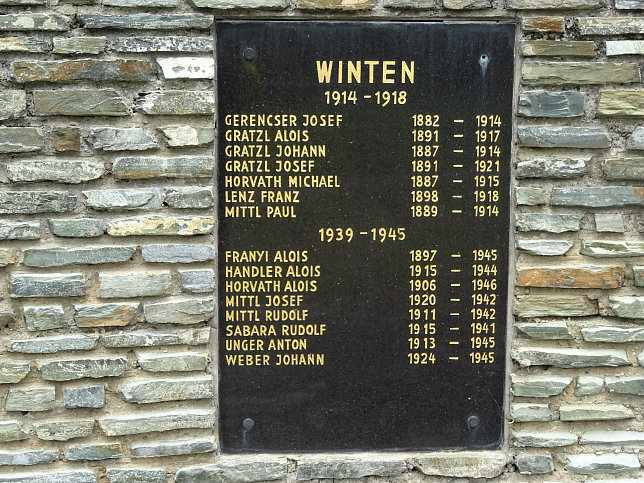 WINTEN
1914 - 1918
GERENCSER JOSEF 1882 - 1914
GRATZL ALOIS 1891 - 1917
GRATZL JOHANN 1887 - 1914
GRATZL JOSEF 1891 - 1921
HORVATH MICHAEL 1887 - 1915
LENZ FRANZ 1898 - 1918
MITTL PAUL 1889 - 1914
1939 - 1945
FRANYI ALOIS 1897 - 1945
HANDLER ALOIS 1915 - 1944
HORVATH ALOIS 1906 - 1946
MITTL JOSEF 1920 - 1942
MITTL RUDOLF 1911 - 1942
SABARA RUDOLF 1915 - 1941
UNGER ANTON 1913 - 1945
WEBER JOHANN 1924 - 1945